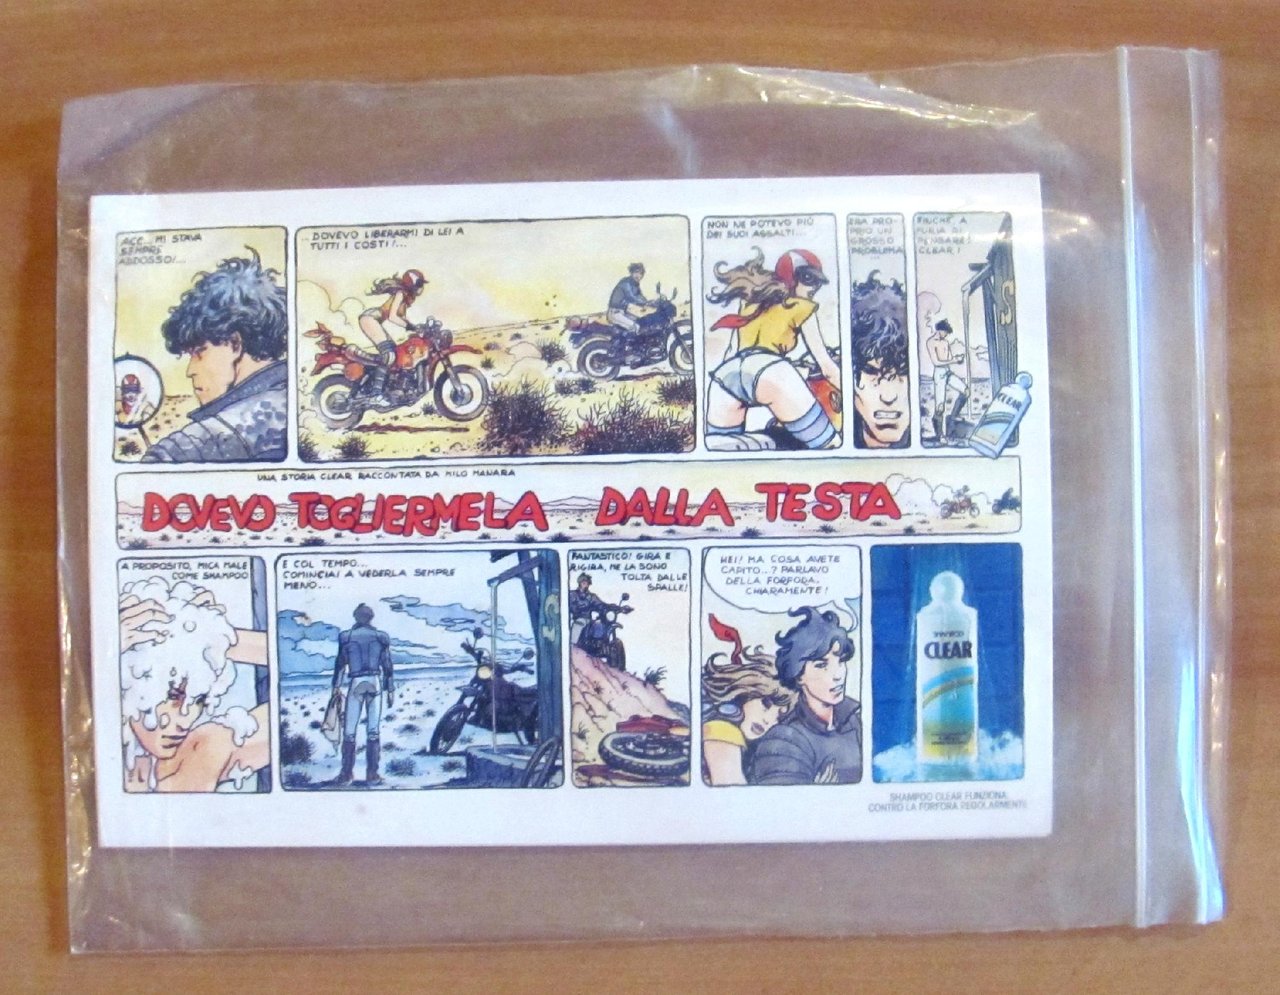 ACC... MI STAVA
SEMPRE
ADDOSSO!...
...DOVEVO LIBERARMI DI LEI A
TUTTI I COSTI!...
NON NE POTEVO PIÙ
DEI SUOI ASSALTI...
ERA PRO-
PRIO UN
GROSSO
PROBLEMA
...
FINCHÉ, A
FURIA DI
PENSARE:
CLEAR!
CLEAR
UNA STORIA CLEAR RACCONTATA DA MILO MANARA
DOVEVO TOGLIERMELA DALLA TESTA
A PROPOSITO, MICA MALE
COME SHAMPOO
E COL TEMPO...
COMINCIAI A VEDERLA SEMPRE
MENO...
FANTASTICO! GIRA E
RIGIRA, ME LA SONO
TOLTA DALLE
SPALLE!
HEI! MA COSA AVETE
CAPITO...? PARLAVO
DELLA FORFORA,
CHIARAMENTE!
CLEAR
SHAMPOO CLEAR FUNZIONA
CONTRO LA FORFORA REGOLARMENTE